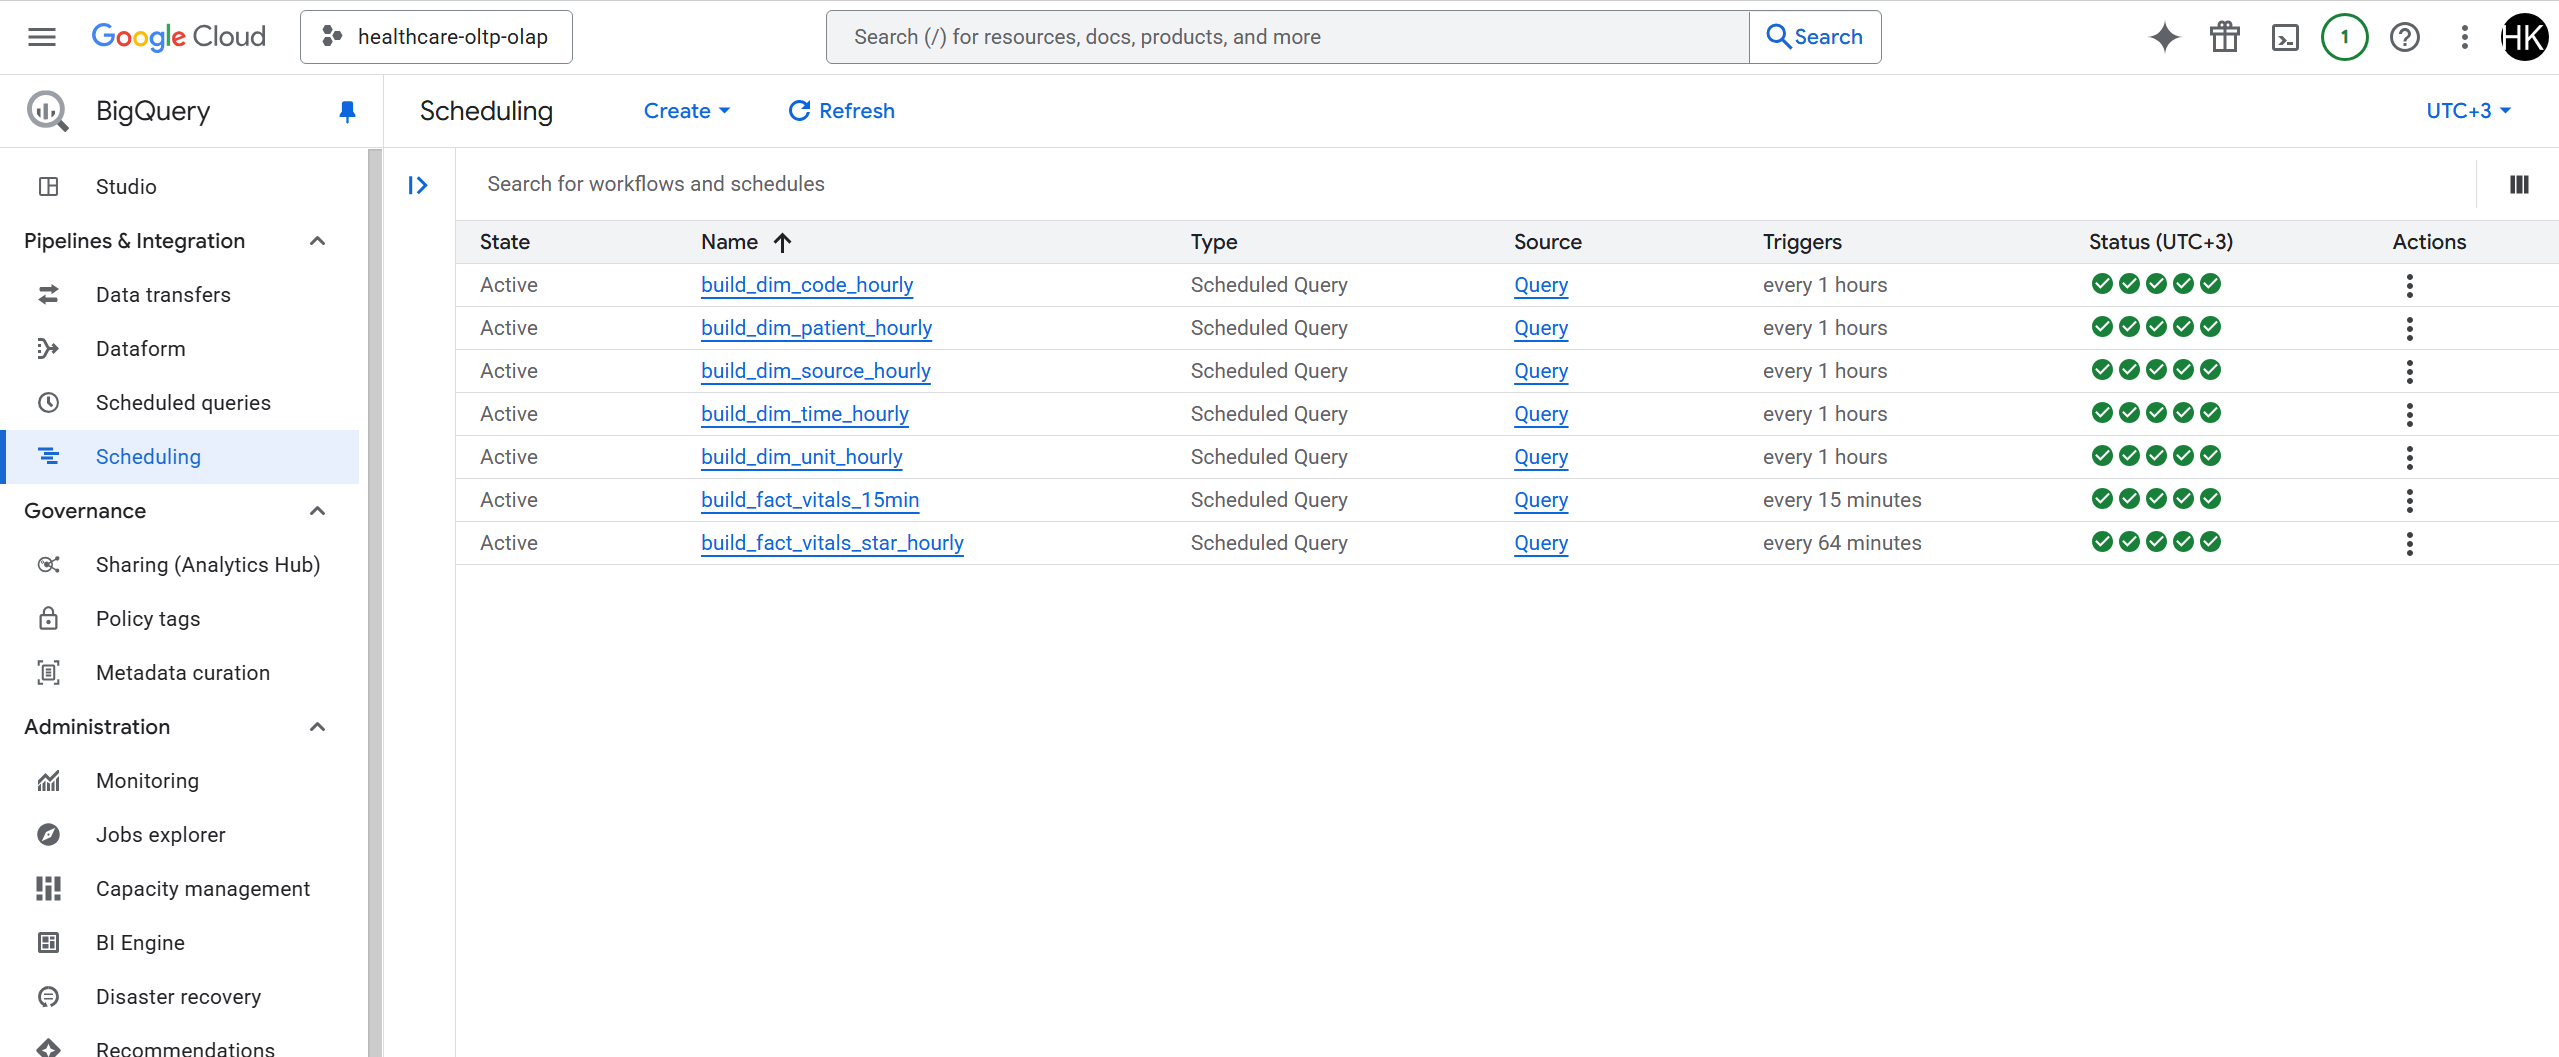 Google Cloud healthcare-oltp-olap Search (/) for resources, docs, products, and more Search 1 HK
BigQuery Scheduling Create Refresh UTC+3
Studio
Pipelines & Integration
Data transfers
Dataform
Scheduled queries
Scheduling
Governance
Sharing (Analytics Hub)
Policy tags
Metadata curation
Administration
Monitoring
Jobs explorer
Capacity management
BI Engine
Disaster recovery
Recommendations
Search for workflows and schedules
State Name Type Source Triggers Status (UTC+3) Actions
Active build_dim_code_hourly Scheduled Query Query every 1 hours
Active build_dim_patient_hourly Scheduled Query Query every 1 hours
Active build_dim_source_hourly Scheduled Query Query every 1 hours
Active build_dim_time_hourly Scheduled Query Query every 1 hours
Active build_dim_unit_hourly Scheduled Query Query every 1 hours
Active build_fact_vitals_15min Scheduled Query Query every 15 minutes
Active build_fact_vitals_star_hourly Scheduled Query Query every 64 minutes